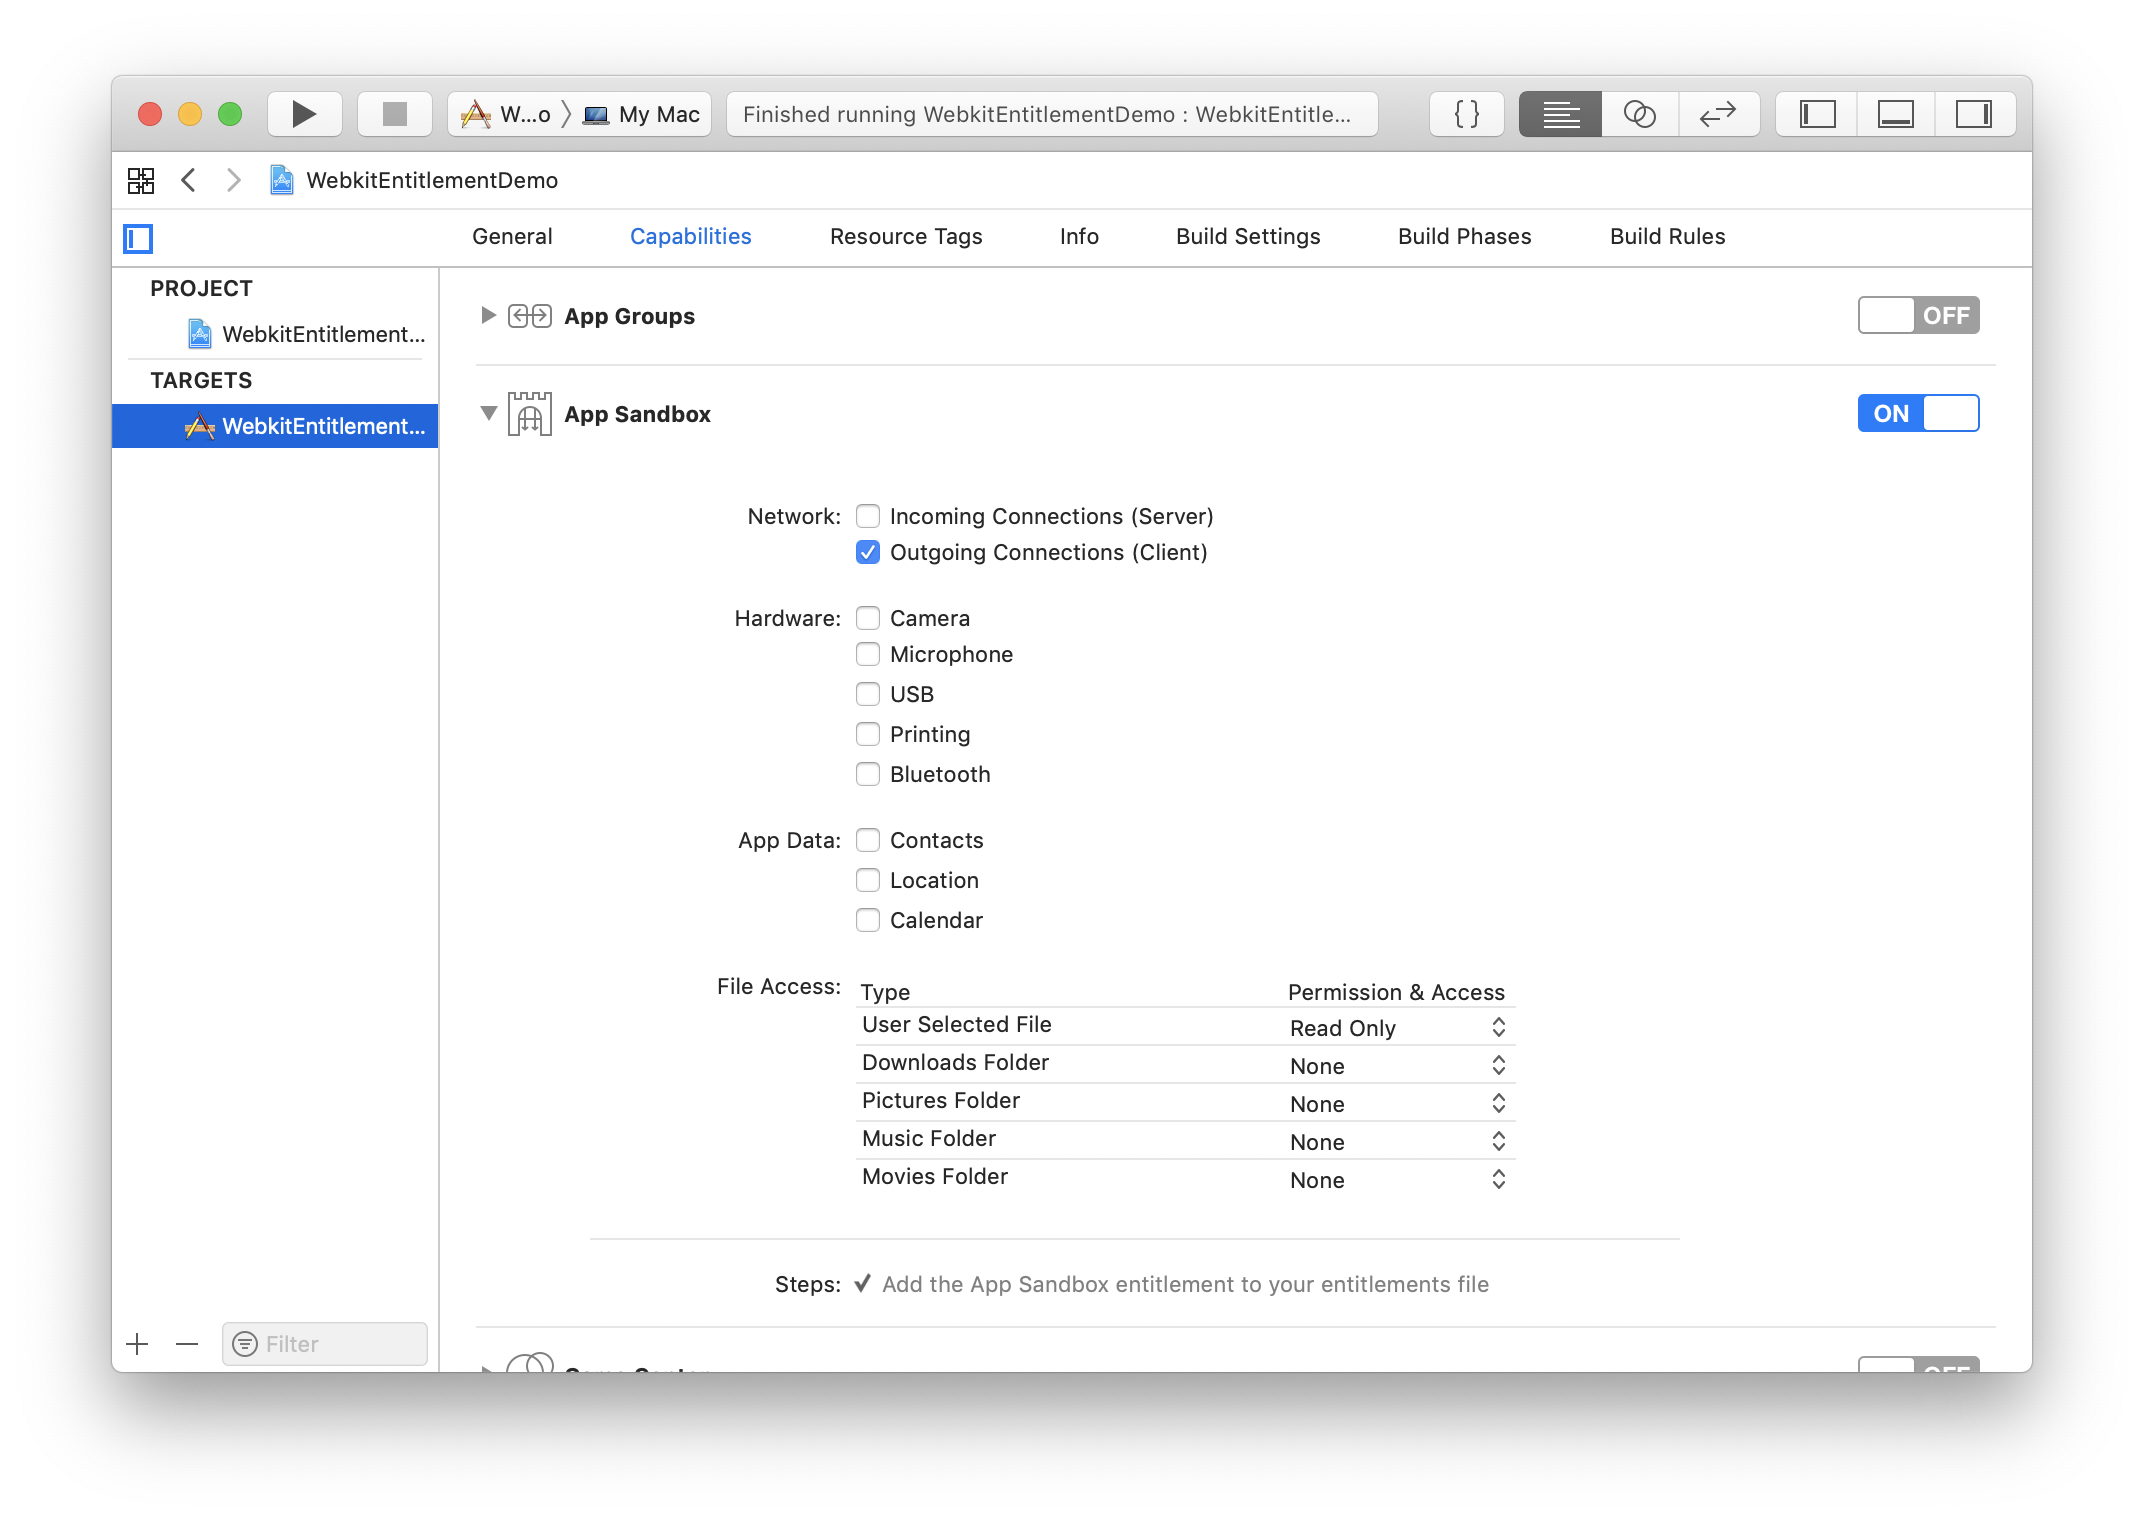 W...o 〉 My Mac
Finished running WebkitEntitlementDemo : WebkitEntitle...
{ }
WebkitEntitlementDemo
General Capabilities Resource Tags Info Build Settings Build Phases Build Rules
PROJECT
WebkitEntitlement...
TARGETS
WebkitEntitlement...
App Groups OFF
App Sandbox ON
Network: Incoming Connections (Server)
Outgoing Connections (Client)
Hardware: Camera
Microphone
USB
Printing
Bluetooth
App Data: Contacts
Location
Calendar
File Access: Type Permission & Access
User Selected File Read Only
Downloads Folder None
Pictures Folder None
Music Folder None
Movies Folder None
Steps: ✓ Add the App Sandbox entitlement to your entitlements file
Filter